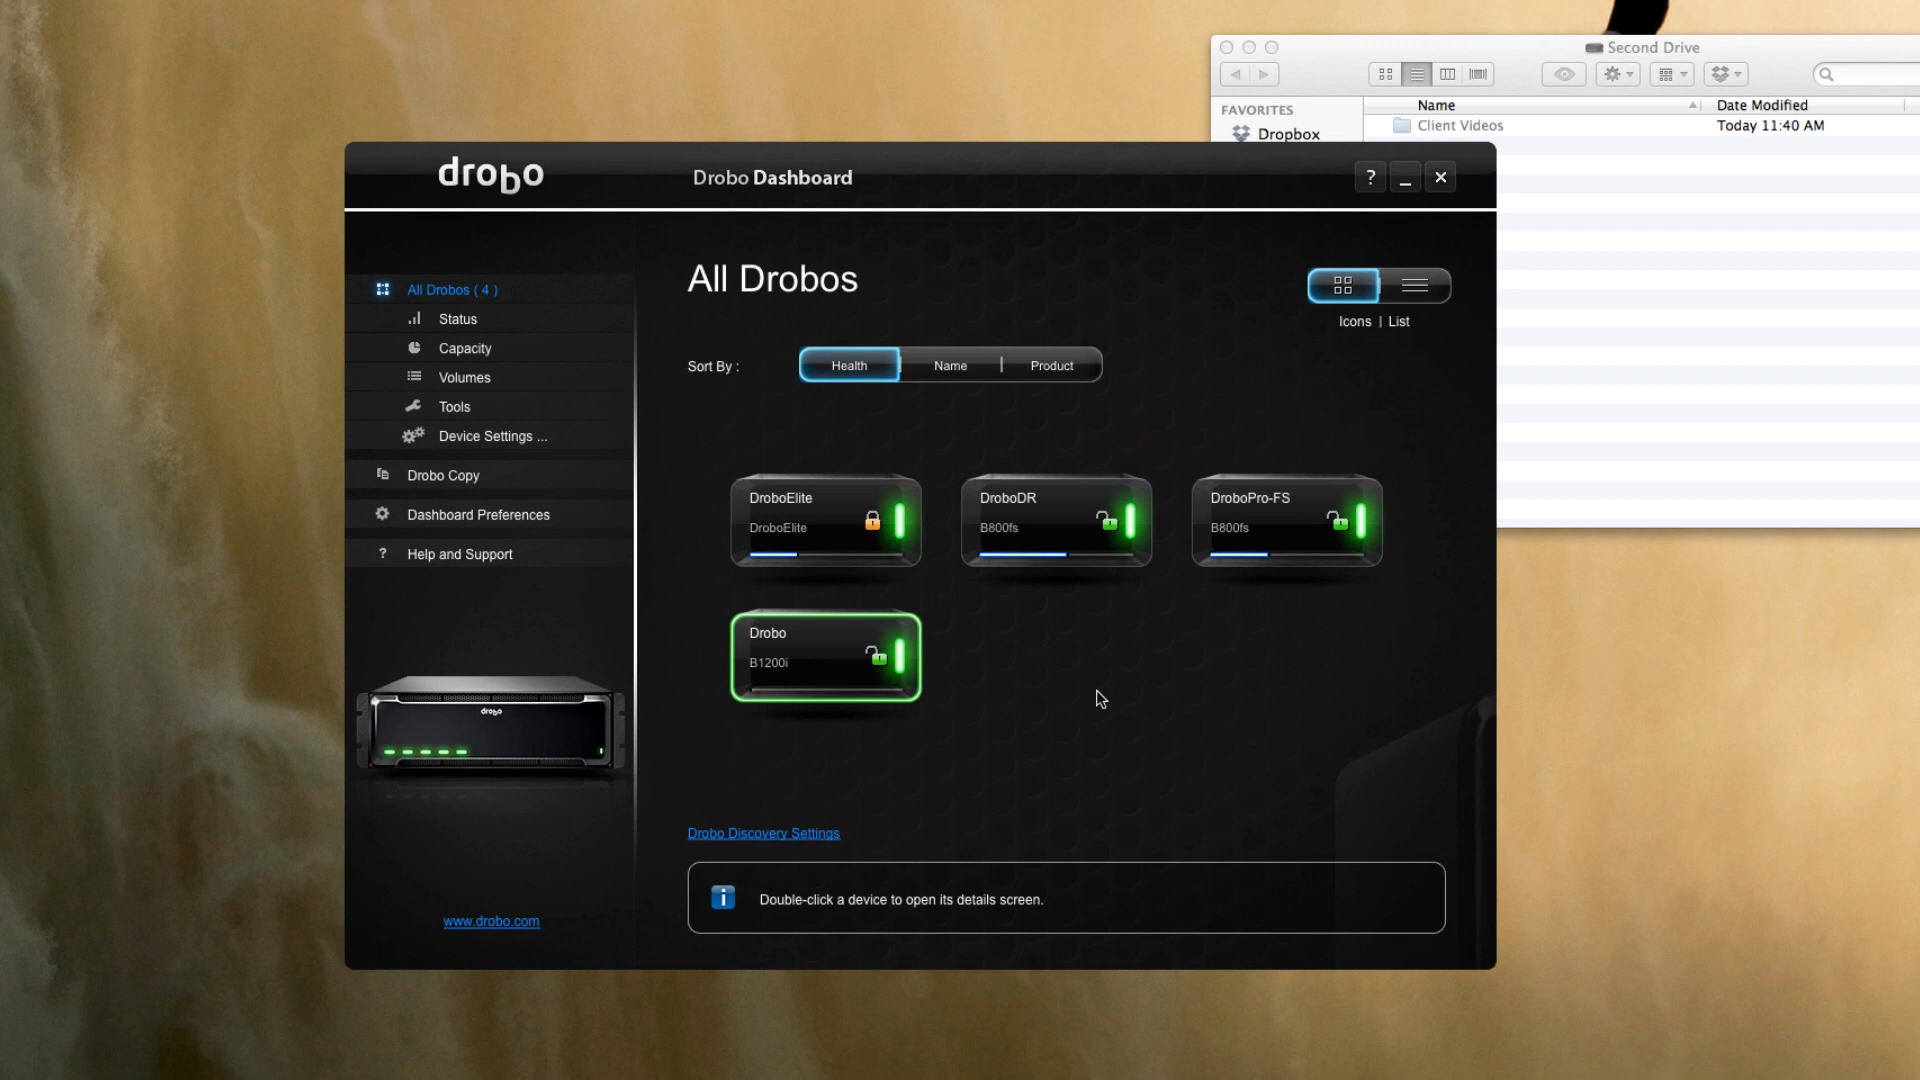 Second Drive
Name
Date Modified
FAVORITES
Dropbox
Client Videos
Today 11:40 AM
drobo
Drobo Dashboard
?
All Drobos ( 4 )
Status
Capacity
Volumes
Tools
Device Settings ...
Drobo Copy
Dashboard Preferences
? Help and Support
drobo
www.drobo.com
All Drobos
Icons | List
Sort By :
Health
Name
Product
DroboElite
DroboElite
DroboDR
B800fs
DroboPro-FS
B800fs
Drobo
B1200i
Drobo Discovery Settings
i Double-click a device to open its details screen.